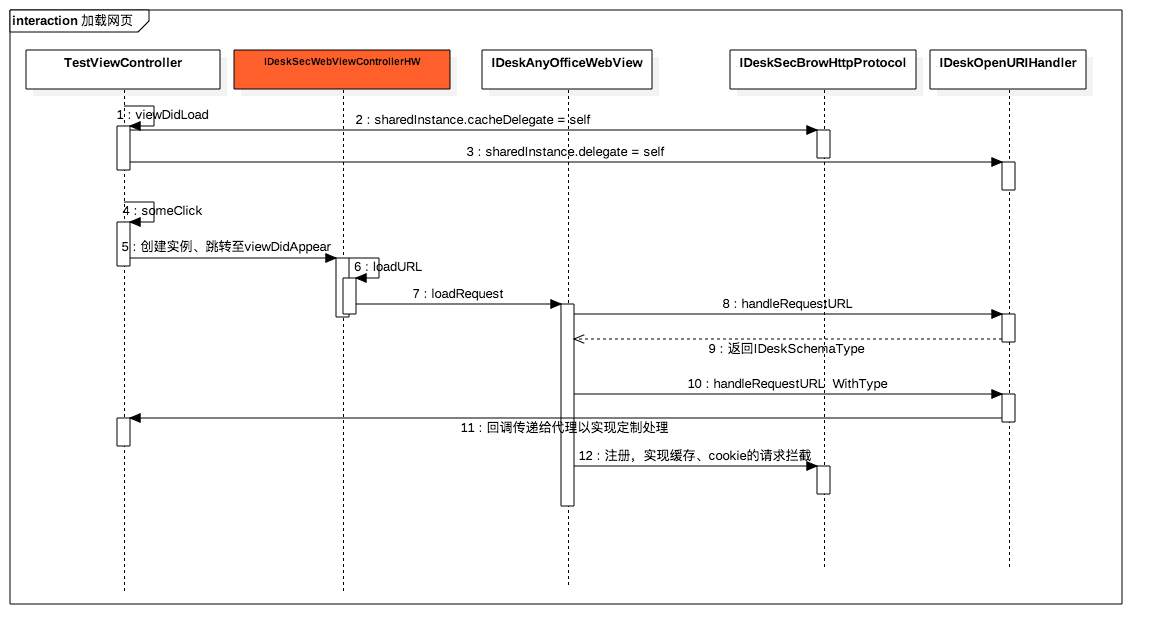 interaction 加载网页
TestViewController
IDeskSecWebViewControllerHW
IDeskAnyOfficeWebView
IDeskSecBrowHttpProtocol
IDeskOpenURIHandler
1 : viewDidLoad
2 : sharedInstance.cacheDelegate = self
3 : sharedInstance.delegate = self
4 : someClick
5 : 创建实例、跳转至viewDidAppear
6 : loadURL
7 : loadRequest
8 : handleRequestURL
9 : 返回IDeskSchemaType
10 : handleRequestURL WithType
11 : 回调传递给代理以实现定制处理
12 : 注册，实现缓存、cookie的请求拦截